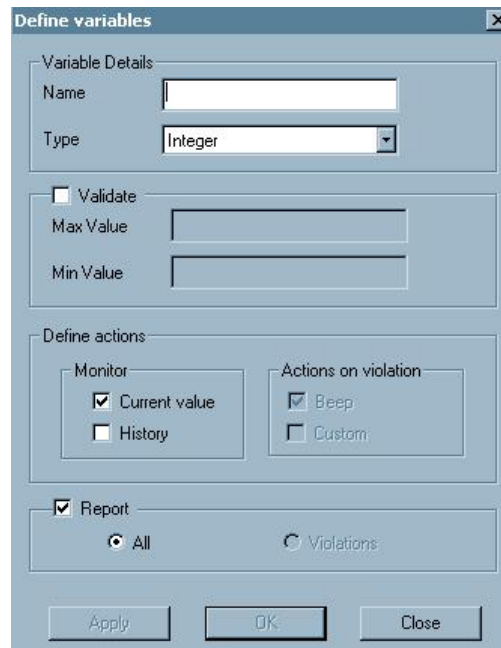 Define variables
Variable Details
Name
Type
Integer
Validate
Max Value
Min Value
Define actions
Monitor
Current value
History
Actions on violation
Beep
Custom
Report
All
Violations
Apply
OK
Close